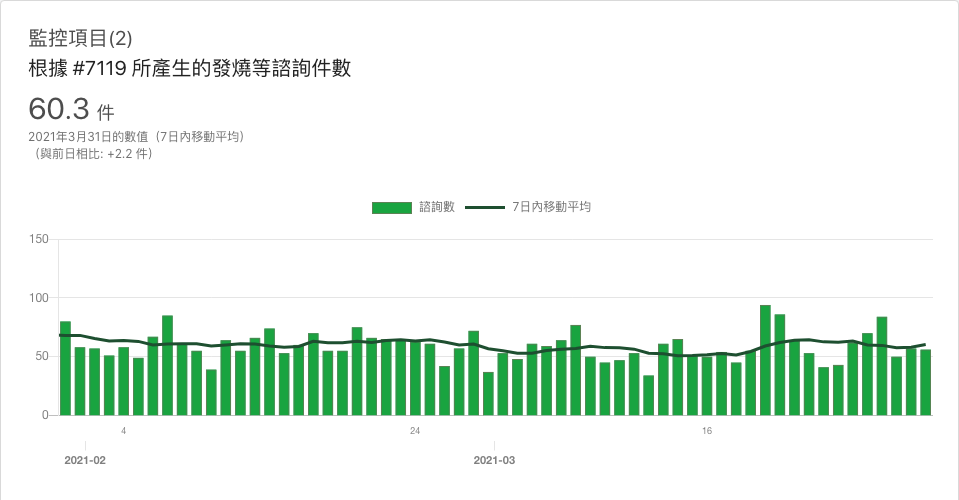 監控項目(2)
根據 #7119 所產生的發燒等諮詢件數
60.3 件
2021年3月31日的數值（7日內移動平均）
（與前日相比: +2.2 件）
諮詢數 7日內移動平均
150
100
50
0
4 24 16
2021-02 2021-03